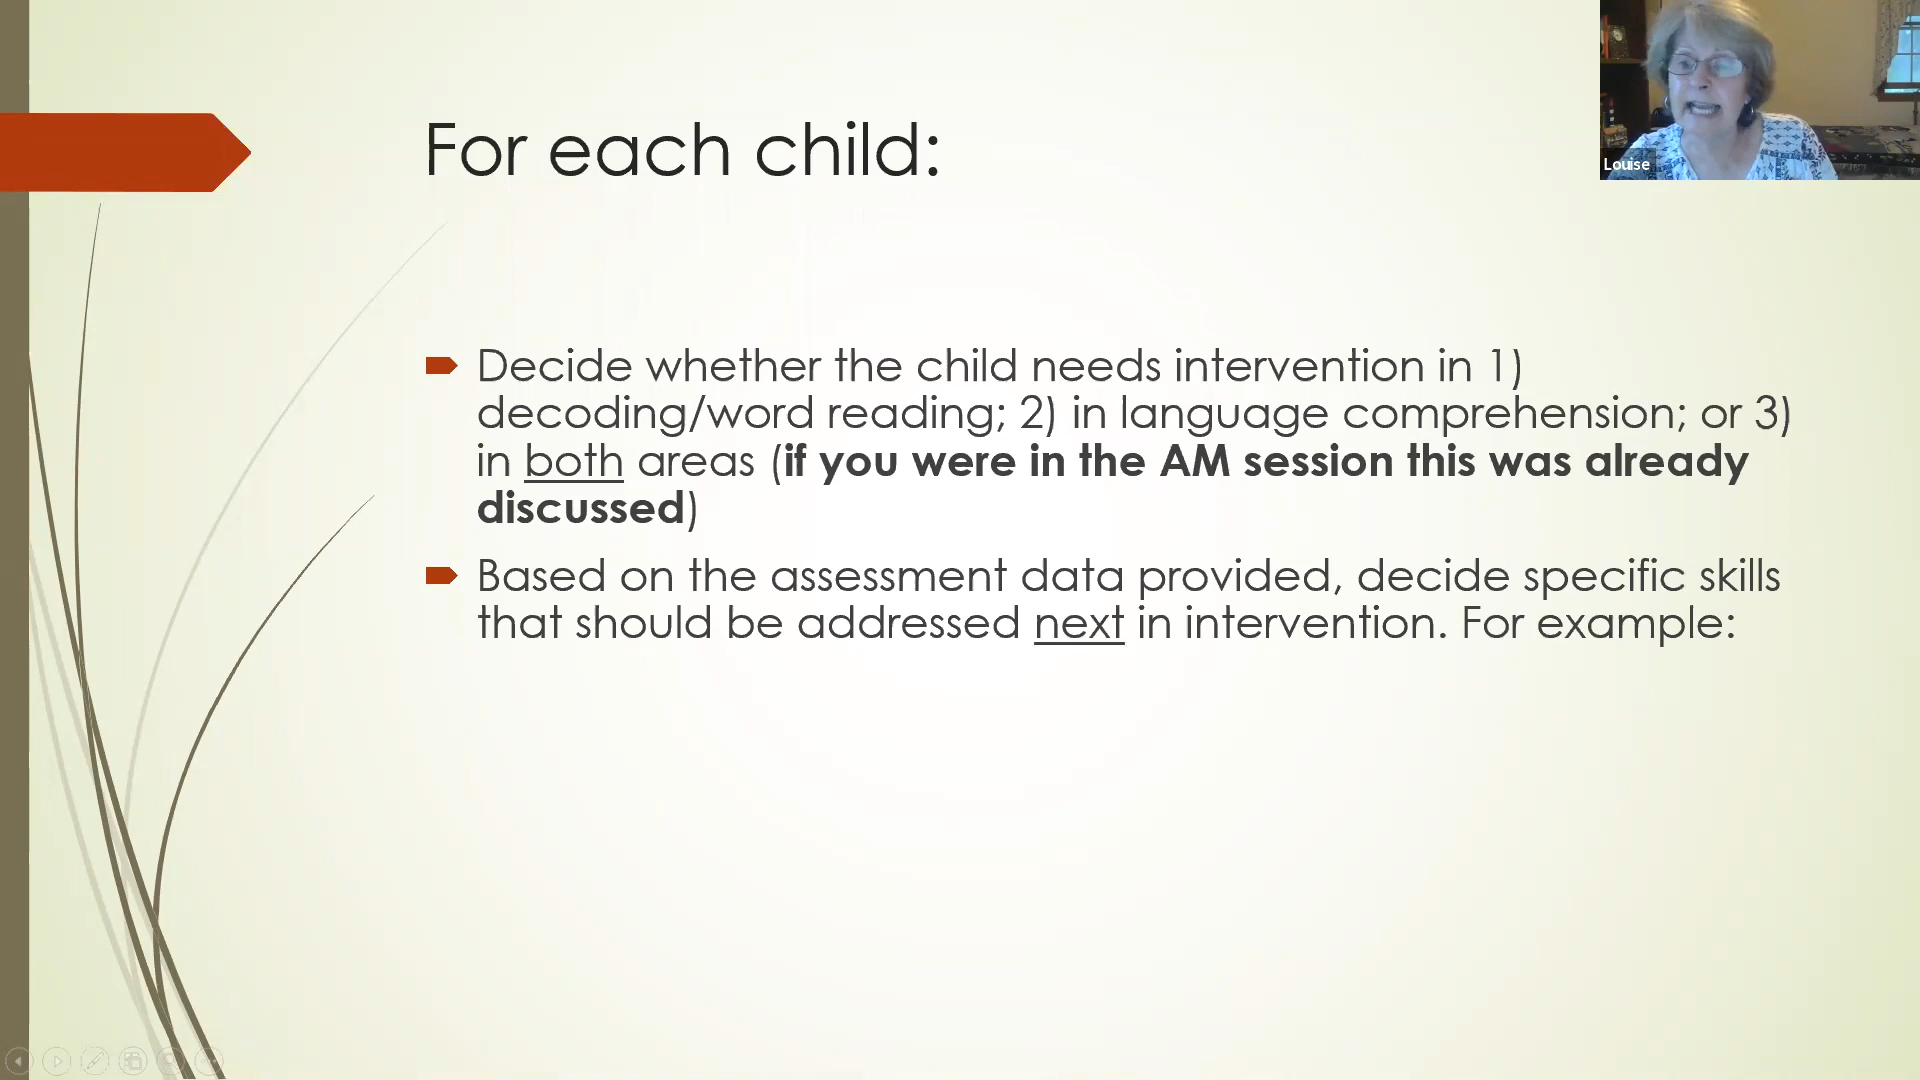 For each child:
Decide whether the child needs intervention in 1)
decoding/word reading; 2) in language comprehension; or 3)
in both areas (if you were in the AM session this was already
discussed)
Based on the assessment data provided, decide specific skills
that should be addressed next in intervention. For example:
Louise